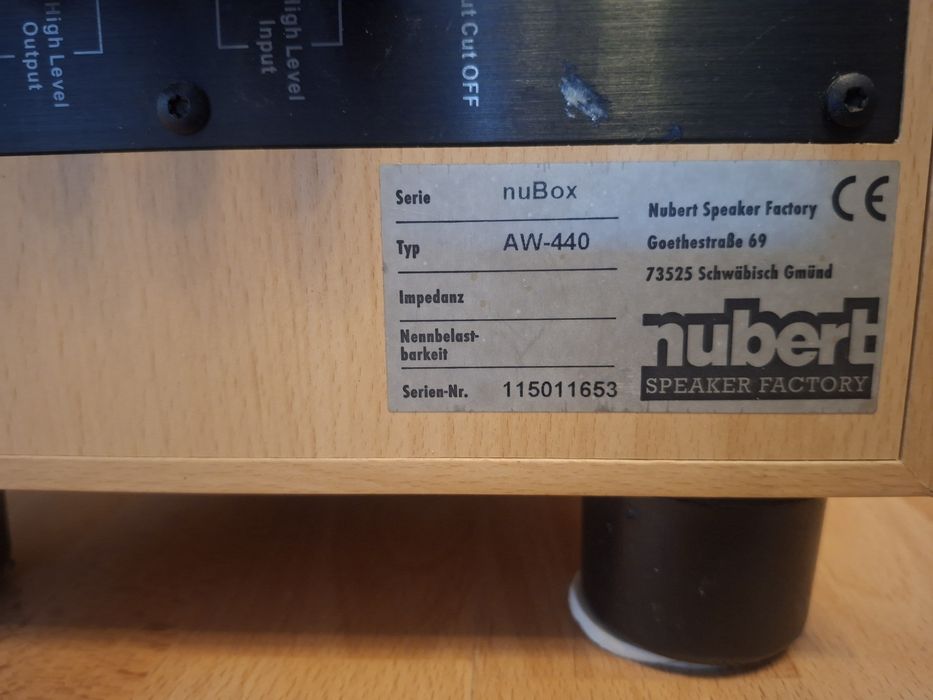 High Level
Output
High Level
Input
Cut OFF
Serie nuBox
Typ AW-440
Impedanz
Nennbelast-
barkeit
Serien-Nr. 115011653
Nubert Speaker Factory CE
Goethestraße 69
73525 Schwäbisch Gmünd
nubert
SPEAKER FACTORY